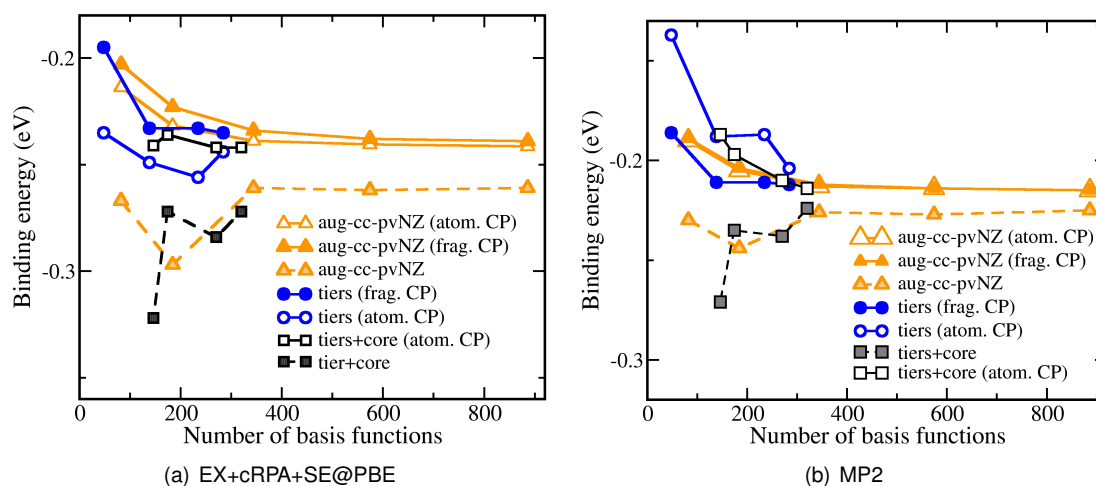 -0.2
-0.3
Binding energy (eV)
aug-cc-pvNZ (atom. CP)
aug-cc-pvNZ (frag. CP)
aug-cc-pvNZ
tiers (frag. CP)
tiers (atom. CP)
tiers+core (atom. CP)
tier+core
0 200 400 600 800
Number of basis functions
(a) EX+cRPA+SE@PBE
-0.2
-0.3
Binding energy (eV)
aug-cc-pvNZ (atom. CP)
aug-cc-pvNZ (frag. CP)
aug-cc-pvNZ
tiers (frag. CP)
tiers (atom. CP)
tiers+core
tiers+core (atom. CP)
0 200 400 600 800
Number of basis functions
(b) MP2